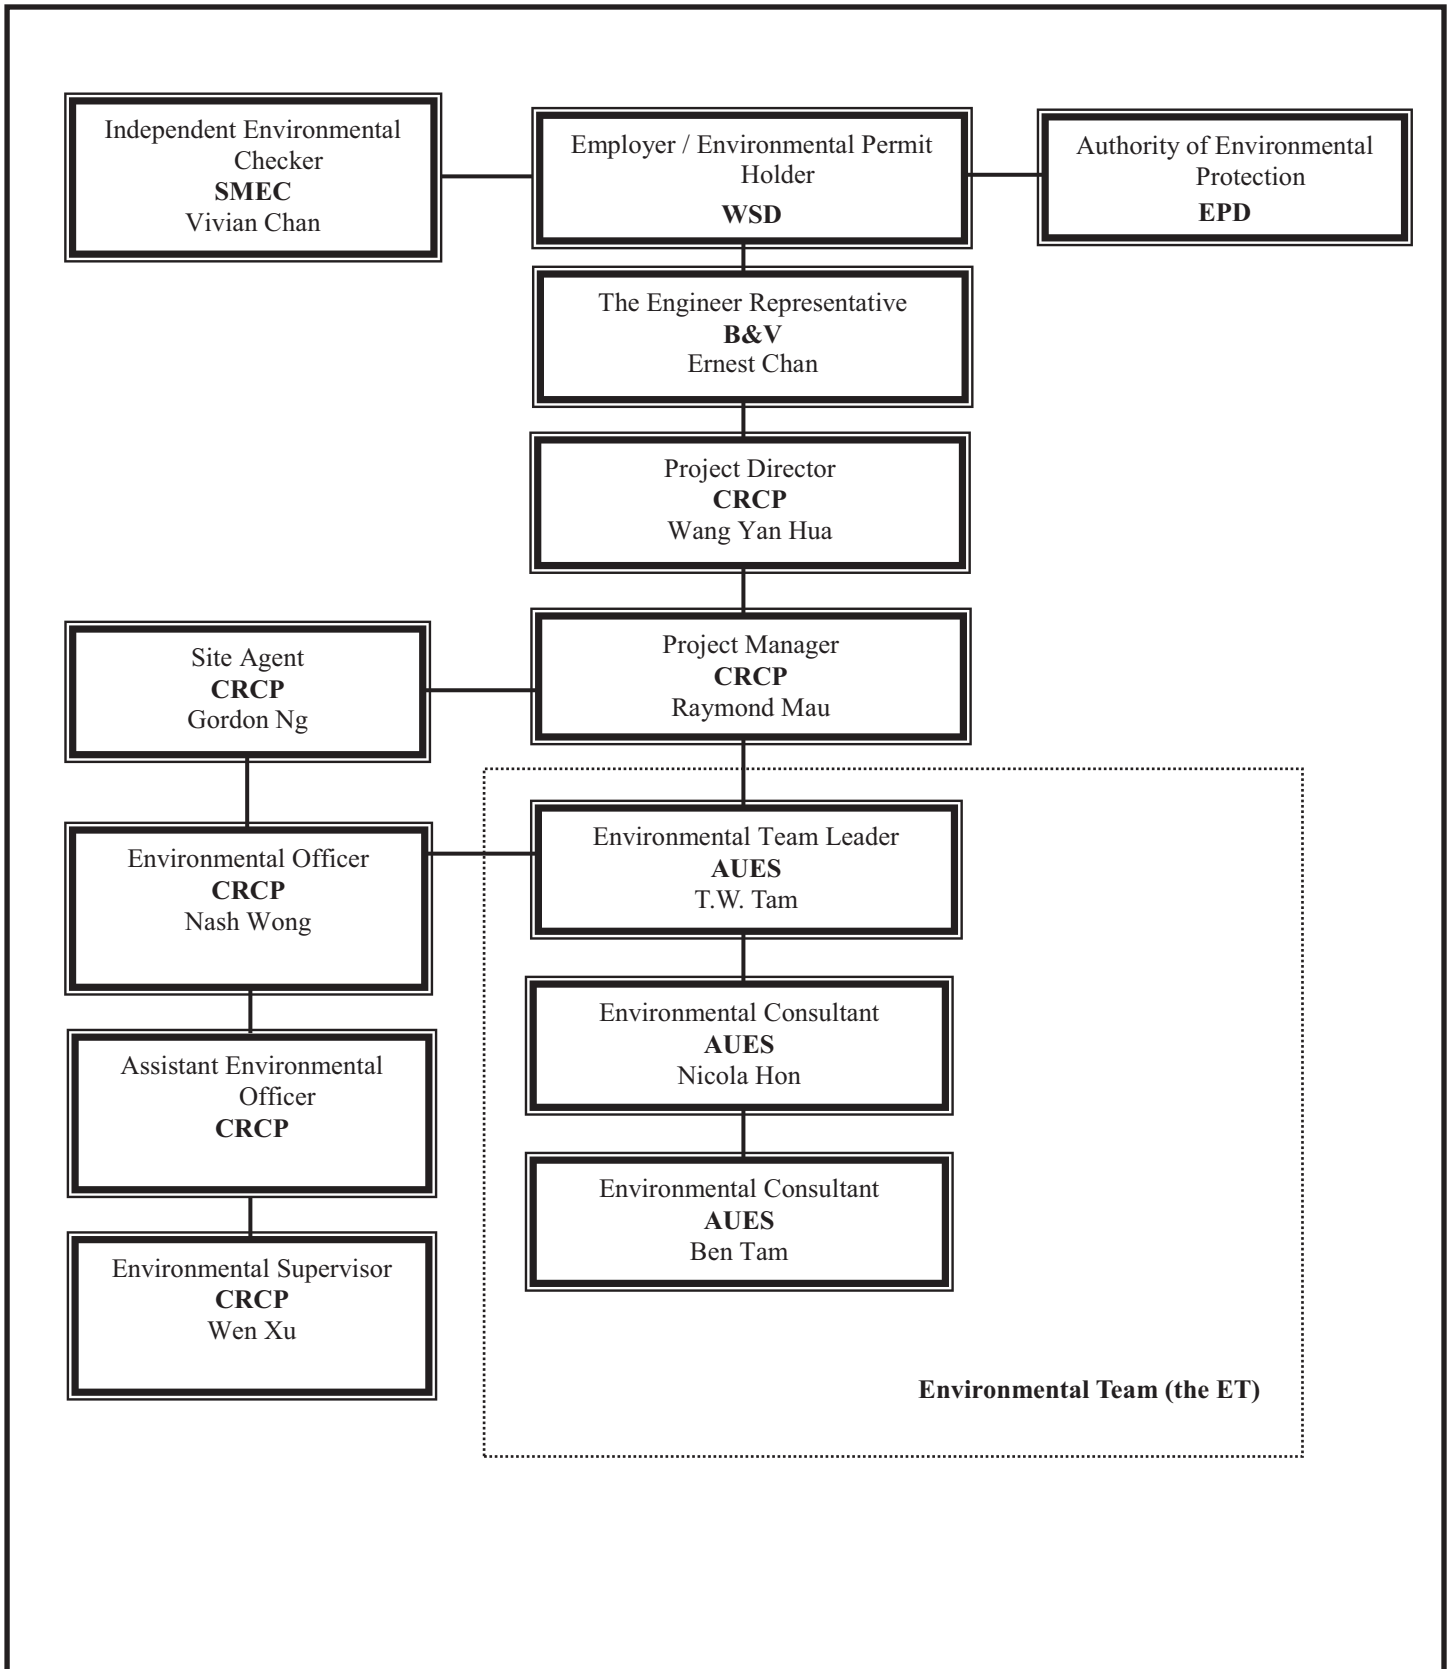 Independent Environmental
Checker
SMEC
Vivian Chan
Employer / Environmental Permit
Holder
WSD
Authority of Environmental
Protection
EPD
The Engineer Representative
B&V
Ernest Chan
Project Director
CRCP
Wang Yan Hua
Site Agent
CRCP
Gordon Ng
Project Manager
CRCP
Raymond Mau
Environmental Officer
CRCP
Nash Wong
Environmental Team Leader
AUES
T.W. Tam
Assistant Environmental
Officer
CRCP
Environmental Consultant
AUES
Nicola Hon
Environmental Supervisor
CRCP
Wen Xu
Environmental Consultant
AUES
Ben Tam
Environmental Team (the ET)